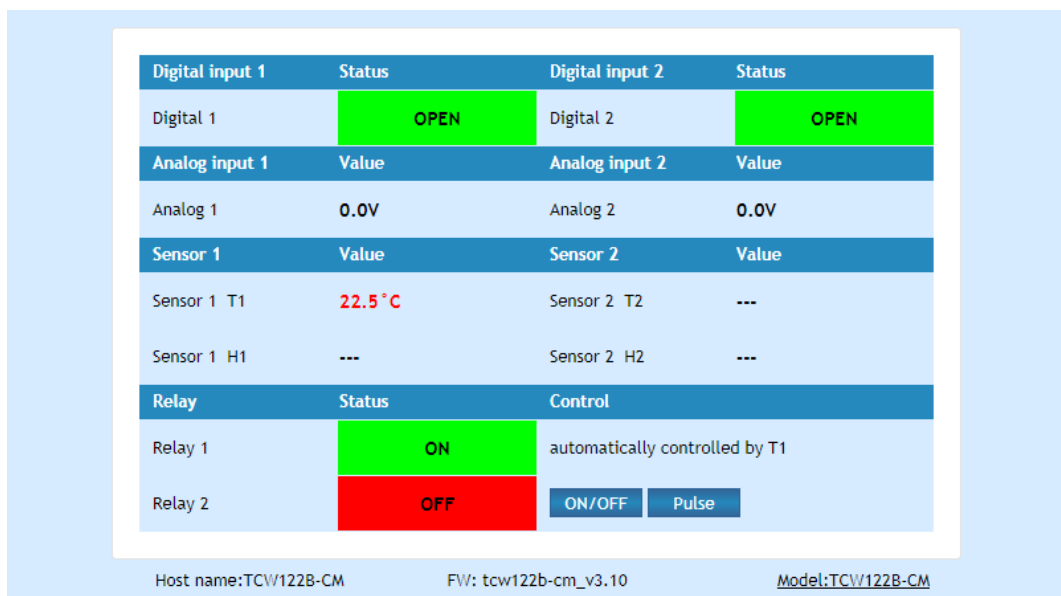 Digital input 1 Status Digital input 2 Status
Digital 1 OPEN Digital 2 OPEN
Analog input 1 Value Analog input 2 Value
Analog 1 0.0V Analog 2 0.0V
Sensor 1 Value Sensor 2 Value
Sensor 1 T1 22.5°C Sensor 2 T2 ---
Sensor 1 H1 --- Sensor 2 H2 ---
Relay Status Control
Relay 1 ON automatically controlled by T1
Relay 2 OFF ON/OFF Pulse
Host name:TCW122B-CM FW: tcw122b-cm_v3.10 Model:TCW122B-CM